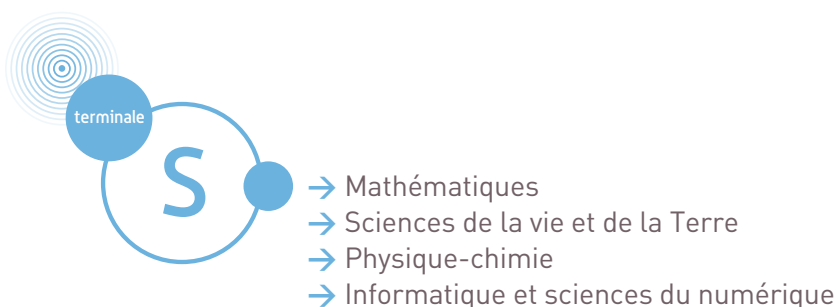 terminale
S
→ Mathématiques
→ Sciences de la vie et de la Terre
→ Physique-chimie
→ Informatique et sciences du numérique